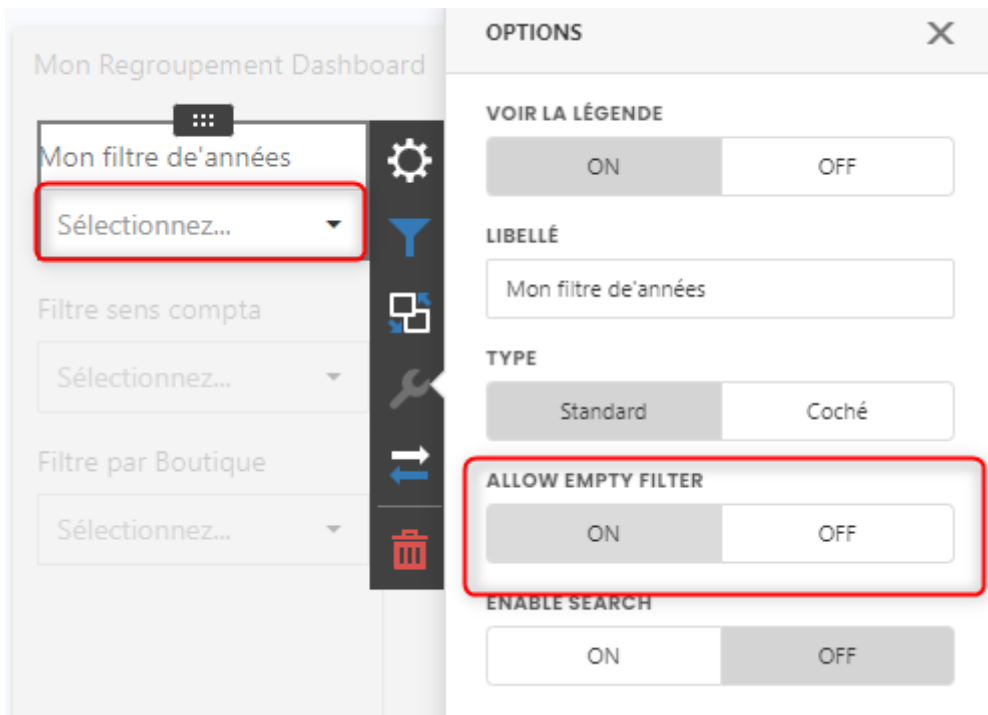 Mon Regroupement Dashboard
Mon filtre de'années
Sélectionnez...
Filtre sens compta
Sélectionnez...
Filtre par Boutique
Sélectionnez...
OPTIONS
VOIR LA LÉGENDE
ON OFF
LIBELLÉ
Mon filtre de'années
TYPE
Standard Coché
ALLOW EMPTY FILTER
ON OFF
ENABLE SEARCH
ON OFF